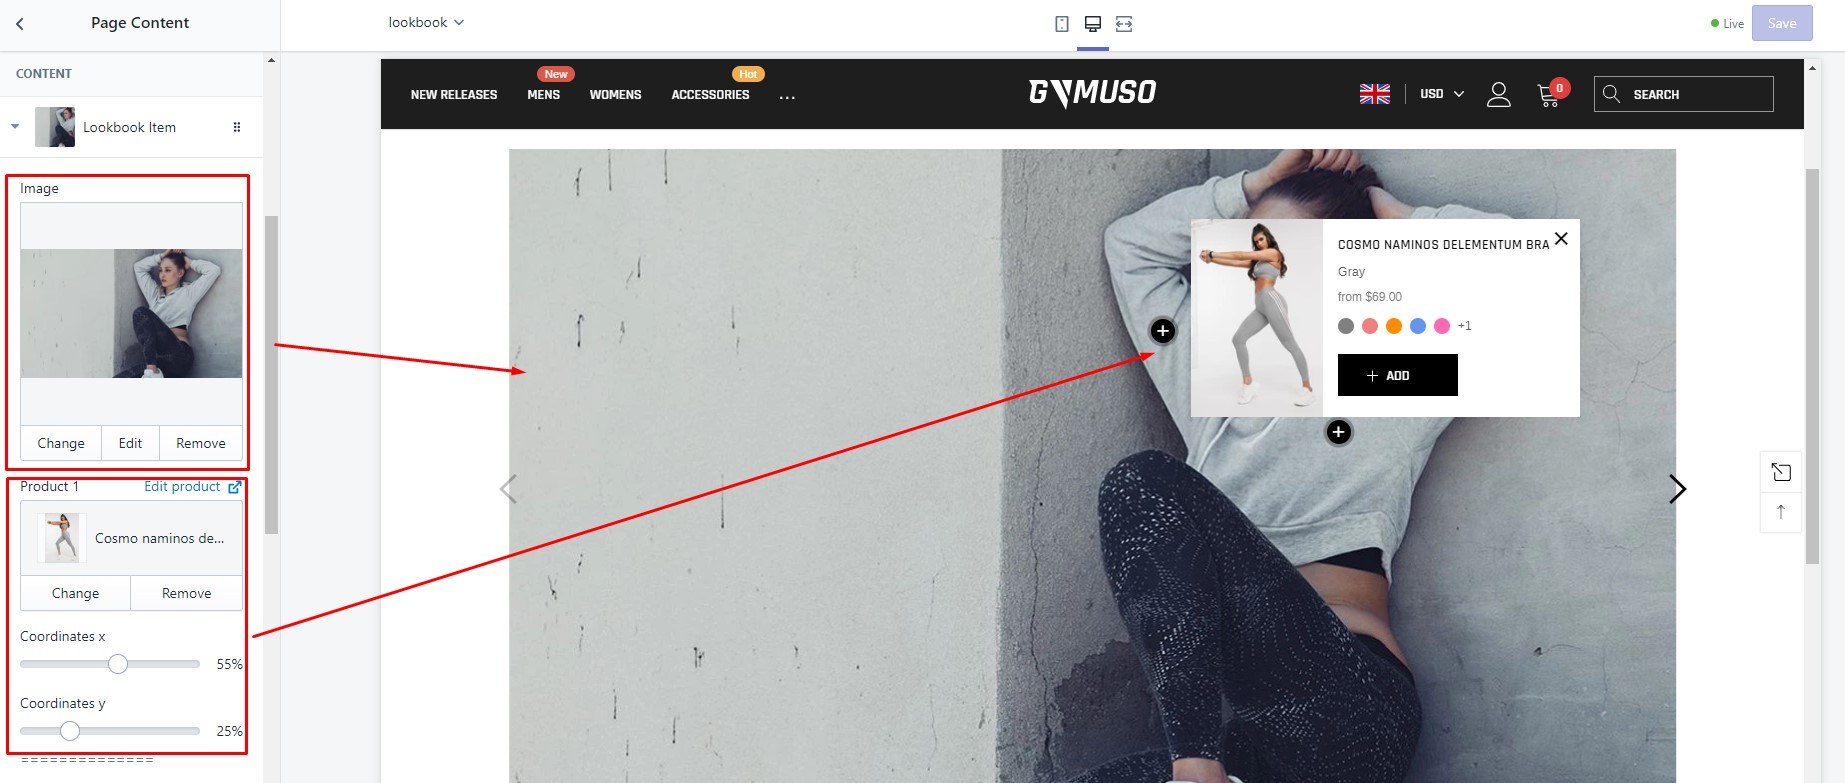 Page Content
lookbook
Live
Save
CONTENT
Lookbook Item
Image
Change
Edit
Remove
Product 1
Edit product
Cosmo naminos de...
Change
Remove
Coordinates x
55%
Coordinates y
25%
==============
New
Hot
NEW RELEASES
MENS
WOMENS
ACCESSORIES
...
GYMUSO
USD
0
SEARCH
COSMO NAMINOS DELEMENTUM BRA
Gray
from $69.00
+1
+ ADD